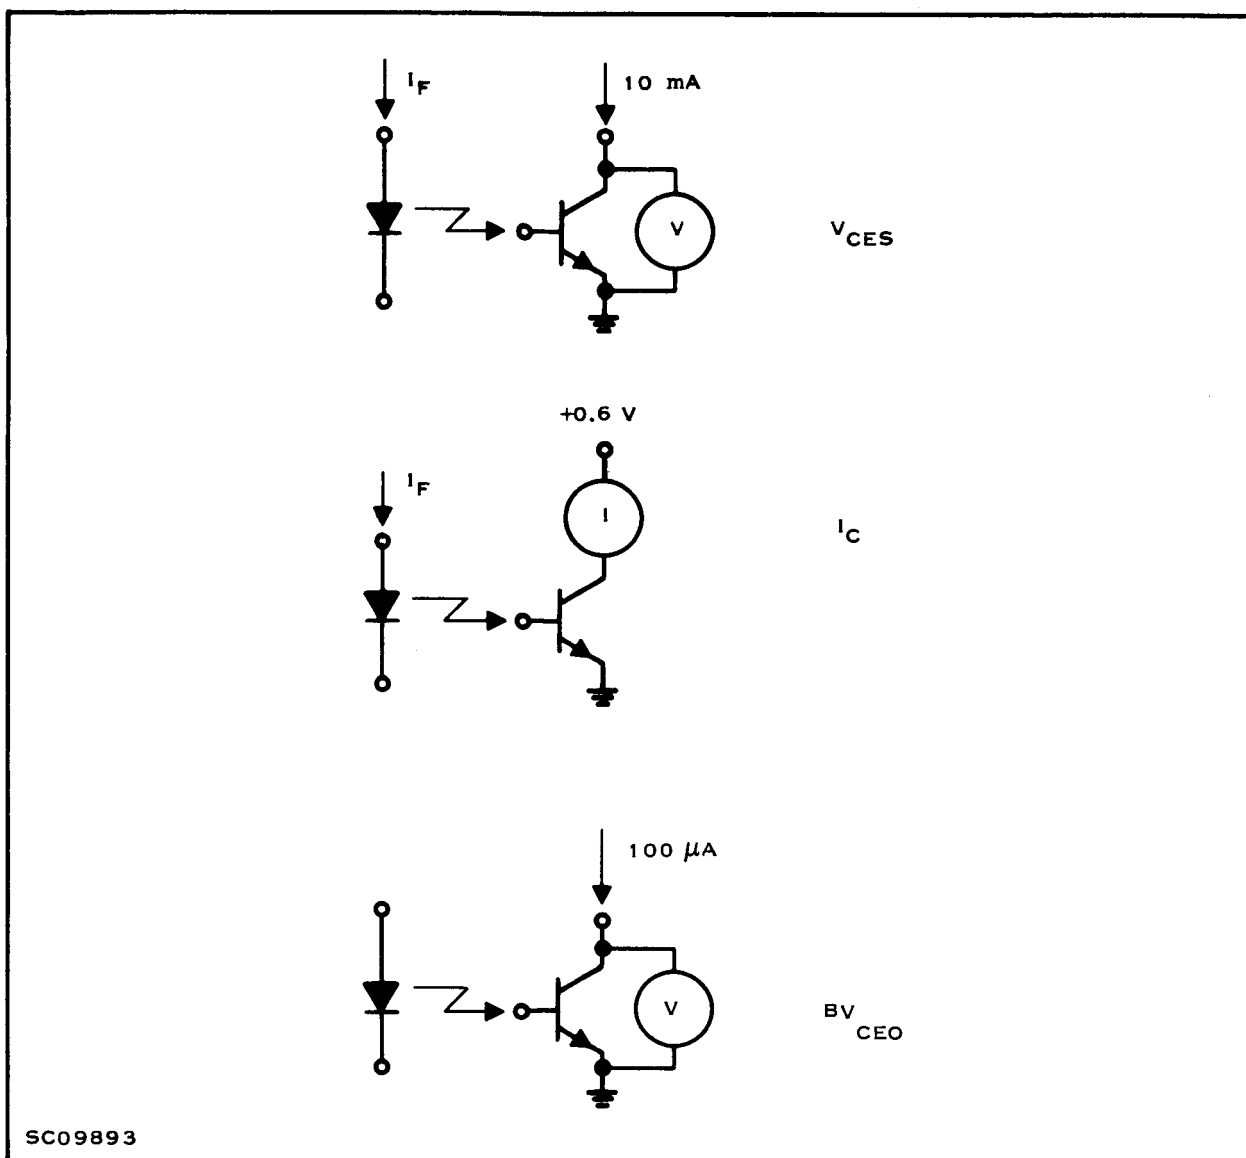 I_F
10 mA
V
V_CES
+0.6 V
I_F
I
I_C
100 μA
V
BV_CEO
SC09893